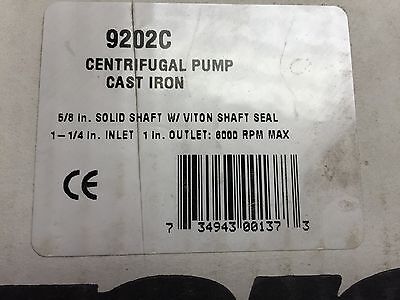 9202C
CENTRIFUGAL PUMP
CAST IRON
5/8 in. SOLID SHAFT W/ VITON SHAFT SEAL
1-1/4 in. INLET 1 in. OUTLET: 6000 RPM MAX
CE
7 34943 00137 3